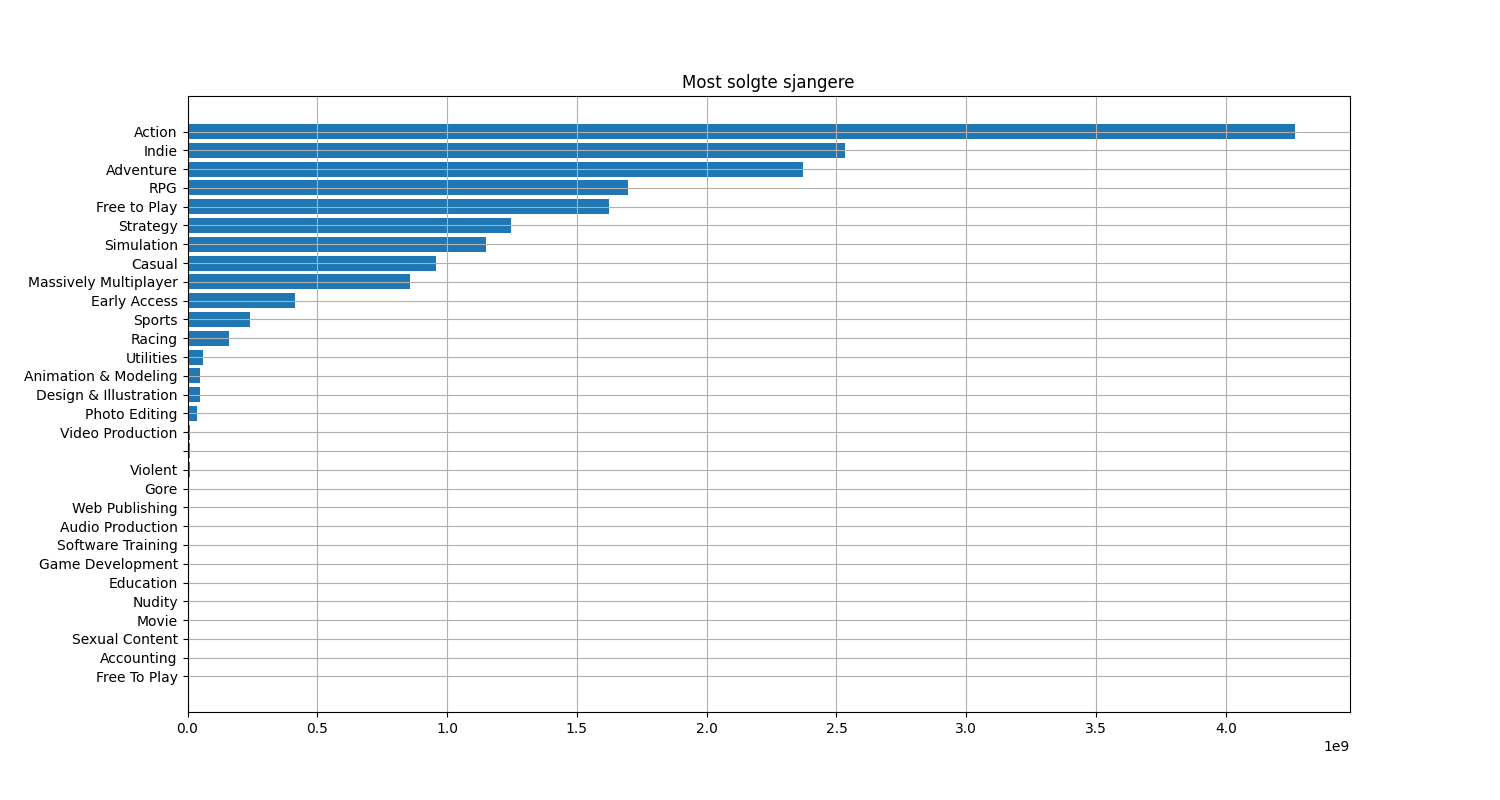 Most solgte sjangere
Action
Indie
Adventure
RPG
Free to Play
Strategy
Simulation
Casual
Massively Multiplayer
Early Access
Sports
Racing
Utilities
Animation & Modeling
Design & Illustration
Photo Editing
Video Production
Violent
Gore
Web Publishing
Audio Production
Software Training
Game Development
Education
Nudity
Movie
Sexual Content
Accounting
Free To Play
0.0 0.5 1.0 1.5 2.0 2.5 3.0 3.5 4.0
1e9